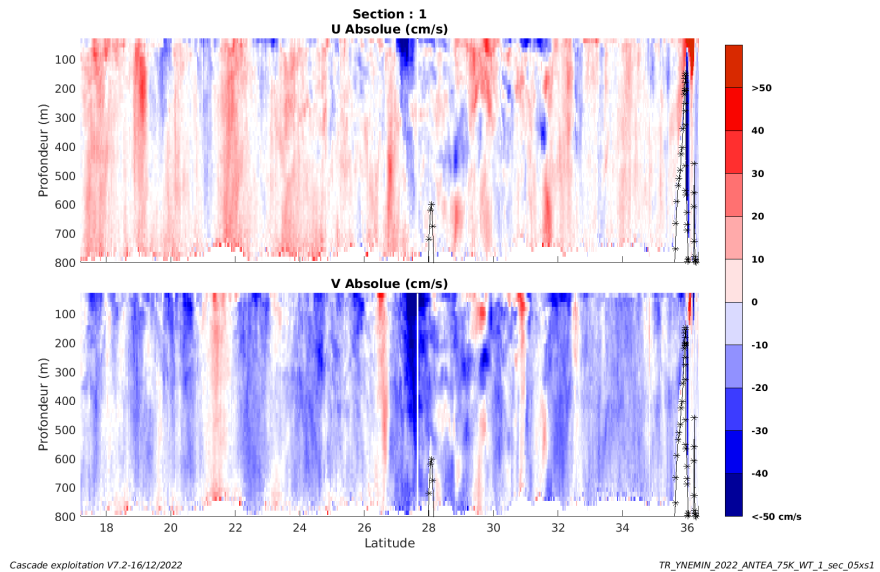 Section : 1
U Absolue (cm/s)
100
200
300
400
500
600
700
800
Profondeur (m)
V Absolue (cm/s)
100
200
300
400
500
600
700
800
Profondeur (m)
18 20 22 24 26 28 30 32 34 36
Latitude
>50
40
30
20
10
0
-10
-20
-30
-40
<-50 cm/s
Cascade exploitation V7.2-16/12/2022
TR_YNEMIN_2022_ANTEA_75K_WT_1_sec_05xs1